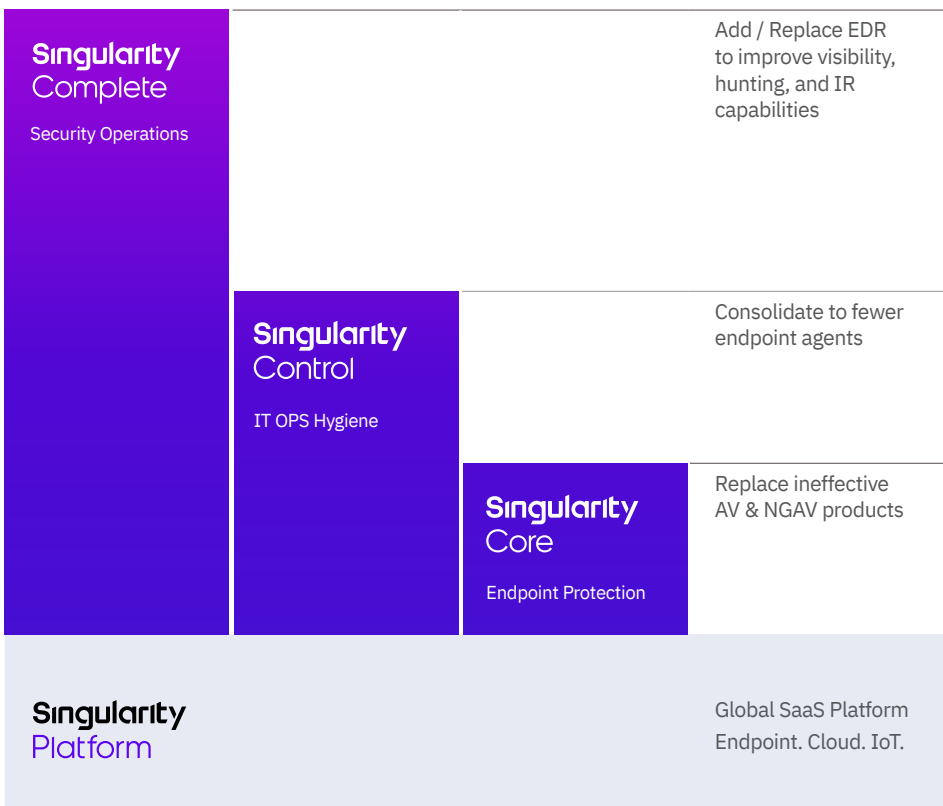 Singularity
Complete
Security Operations
Add / Replace EDR
to improve visibility,
hunting, and IR
capabilities
Singularity
Control
IT OPS Hygiene
Consolidate to fewer
endpoint agents
Singularity
Core
Endpoint Protection
Replace ineffective
AV & NGAV products
Singularity
Platform
Global SaaS Platform
Endpoint. Cloud. IoT.